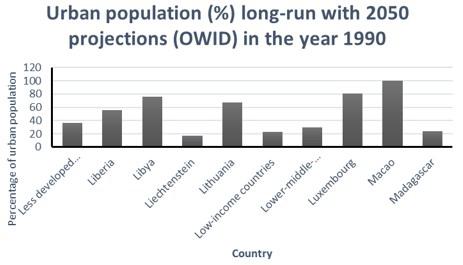 Urban population (%) long-run with 2050
projections (OWID) in the year 1990
Percentage of urban population
120
100
80
60
40
20
0
Less developed...
Liberia
Libya
Liechtenstein
Lithuania
Low-income countries
Lower-middle-...
Luxembourg
Macao
Madagascar
Country